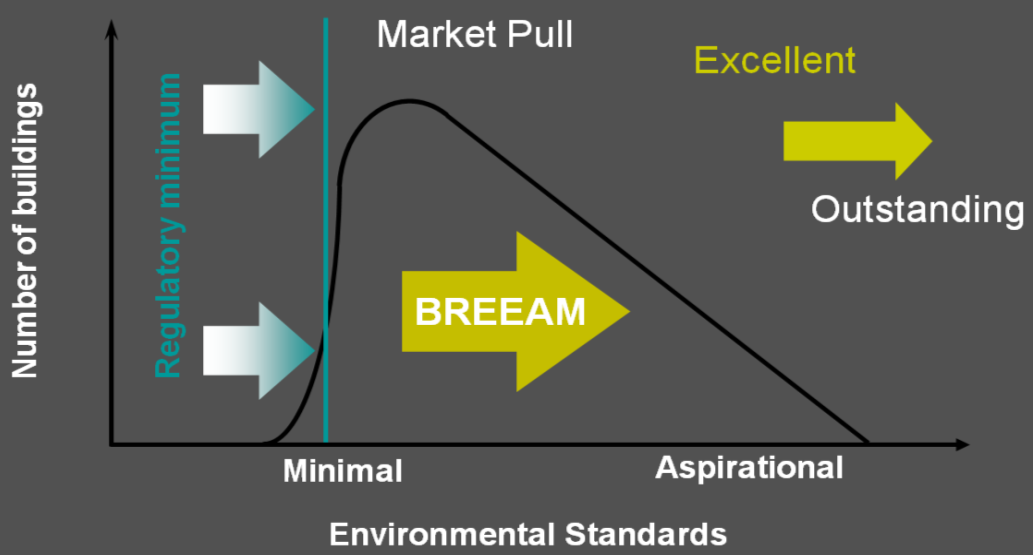 Market Pull
Excellent
Outstanding
Number of buildings
Regulatory minimum
BREEAM
Minimal
Aspirational
Environmental Standards